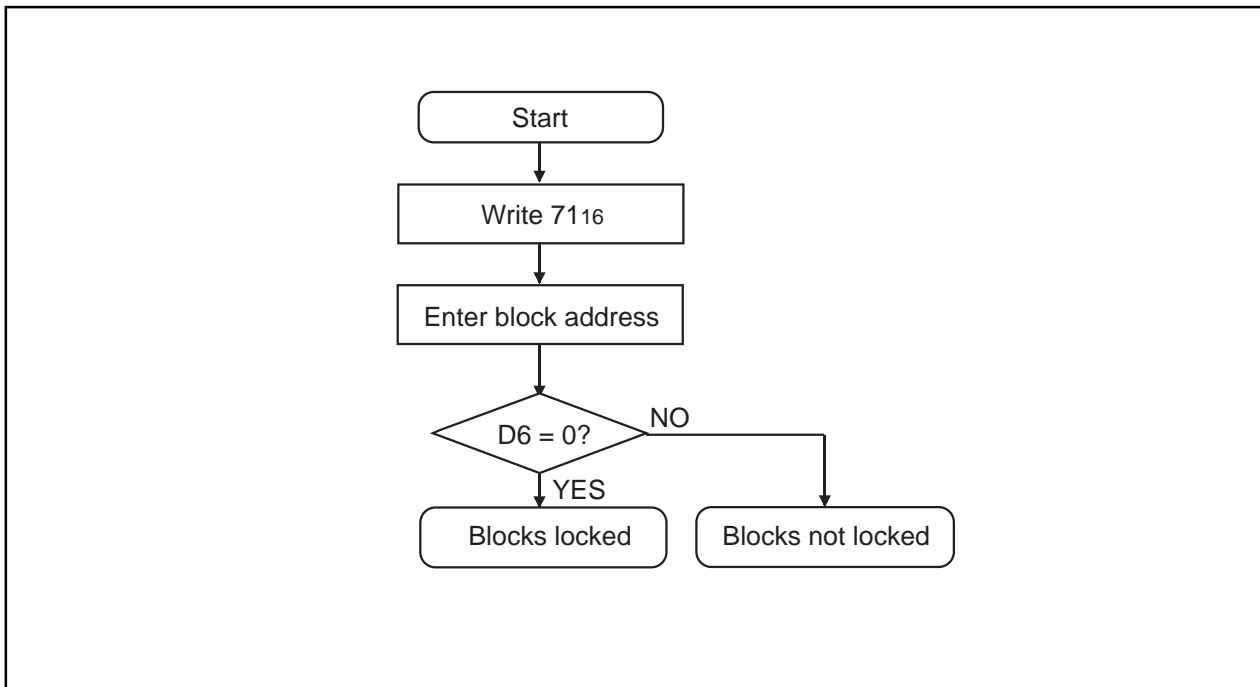 Start
Write 7116
Enter block address
D6 = 0?
NO
YES
Blocks locked
Blocks not locked